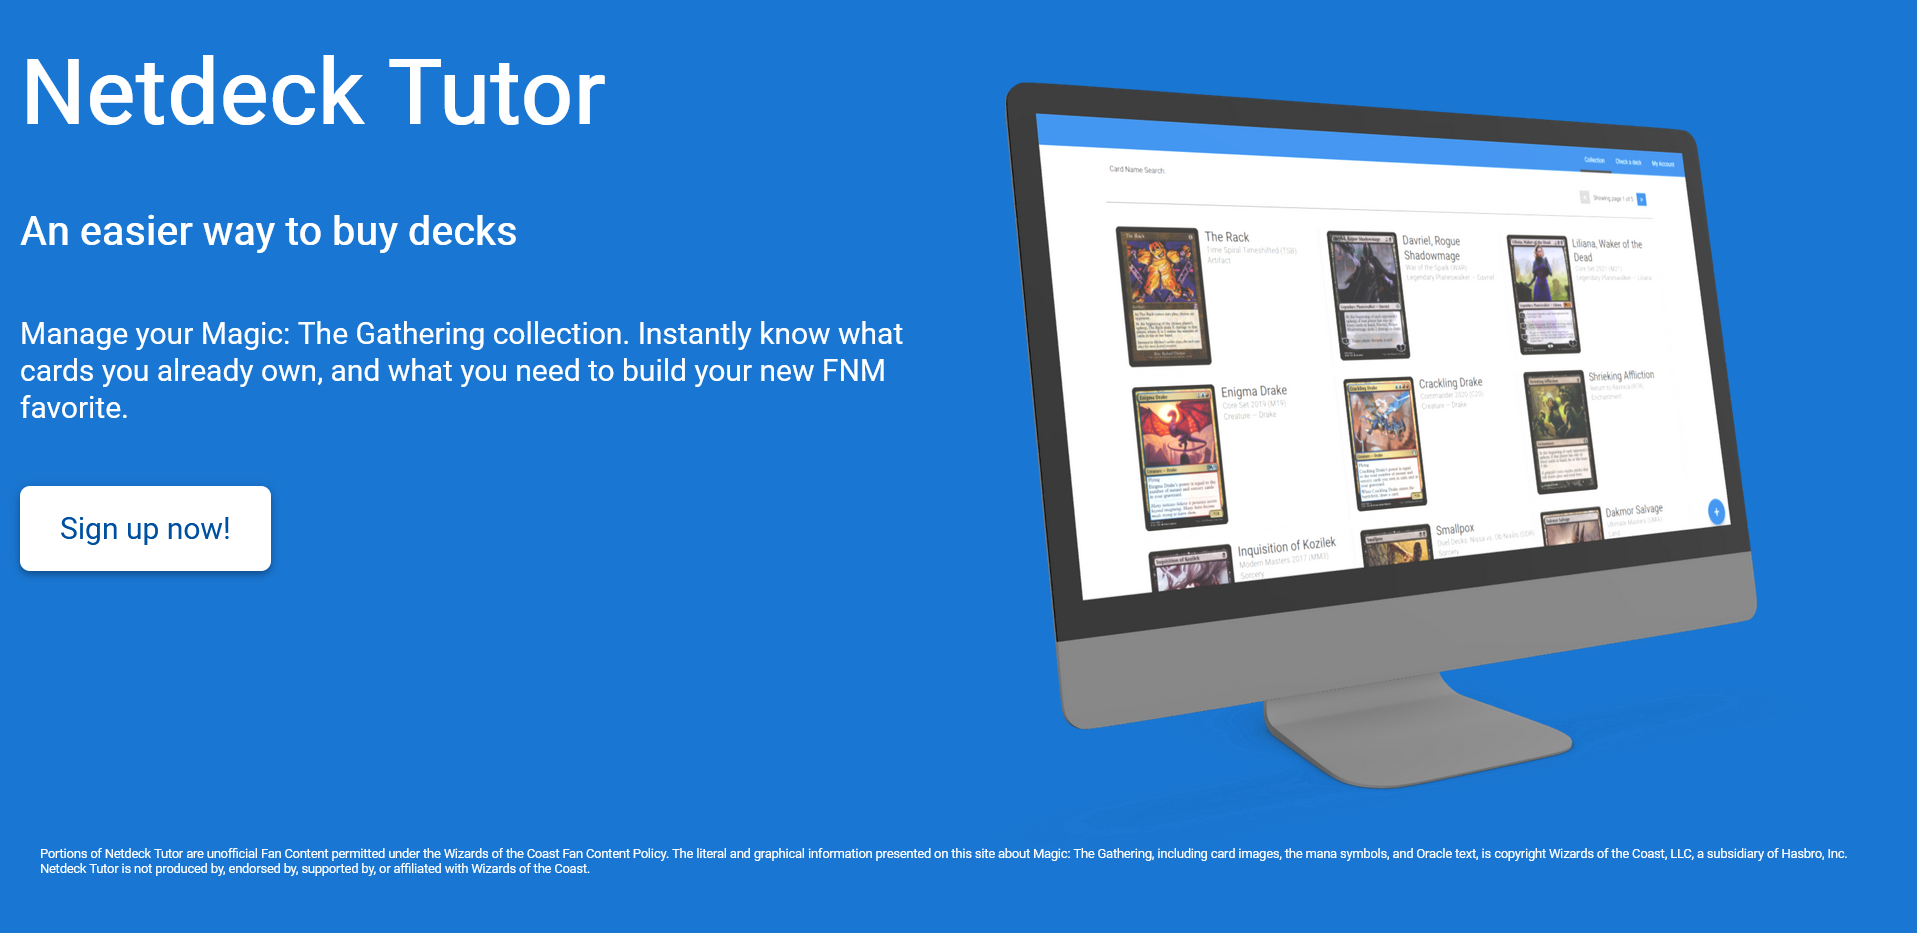 Netdeck Tutor
An easier way to buy decks
Manage your Magic: The Gathering collection. Instantly know what
cards you already own, and what you need to build your new FNM
favorite.
Sign up now!
Collection
Check a deck
My Account
Card Name Search.
Showing page 1 of 5
The Rack
Time Spiral Timeshifted (TSB)
Artifact
Davriel, Rogue
Shadowmage
War of the Spark (WAR)
Legendary Planeswalker — Davriel
Liliana, Waker of the
Dead
Core Set 2021 (M21)
Legendary Planeswalker — Liliana
Enigma Drake
Core Set 2019 (M19)
Creature — Drake
Crackling Drake
Commander 2020 (C20)
Creature — Drake
Shrieking Affliction
Return to Ravnica (RTR)
Enchantment
Inquisition of Kozilek
Modern Masters 2017 (MM3)
Sorcery
Smallpox
Duel Decks: Nissa vs. Ob Nixilis (DDR)
Sorcery
Dakmor Salvage
Ultimate Masters (UMA)
Land
+
Portions of Netdeck Tutor are unofficial Fan Content permitted under the Wizards of the Coast Fan Content Policy. The literal and graphical information presented on this site about Magic: The Gathering, including card images, the mana symbols, and Oracle text, is copyright Wizards of the Coast, LLC, a subsidiary of Hasbro, Inc.
Netdeck Tutor is not produced by, endorsed by, supported by, or affiliated with Wizards of the Coast.